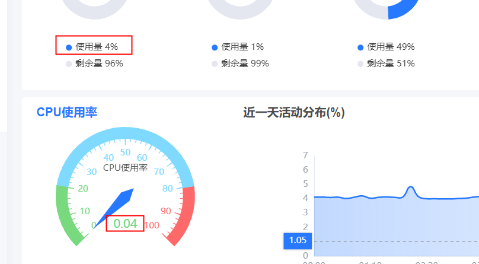 使用量 4%
使用量 1%
使用量 49%
剩余量 96%
剩余量 99%
剩余量 51%
CPU使用率
近一天活动分布(%)
0
10
20
30
40
50
60
70
80
90
100
CPU使用率
0.04
7
6
5
4
3
1.05
0